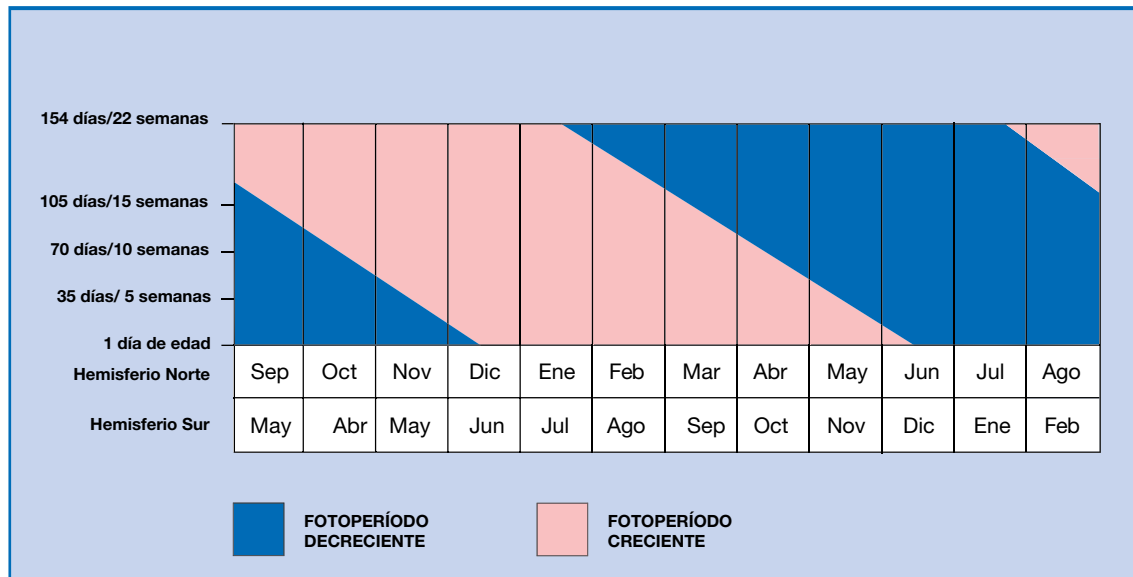 154 días/22 semanas
105 días/15 semanas
70 días/10 semanas
35 días/ 5 semanas
1 día de edad
Hemisferio Norte Sep Oct Nov Dic Ene Feb Mar Abr May Jun Jul Ago
Hemisferio Sur May Abr May Jun Jul Ago Sep Oct Nov Dic Ene Feb
FOTOPERÍODO
DECRECIENTE
FOTOPERÍODO
CRECIENTE